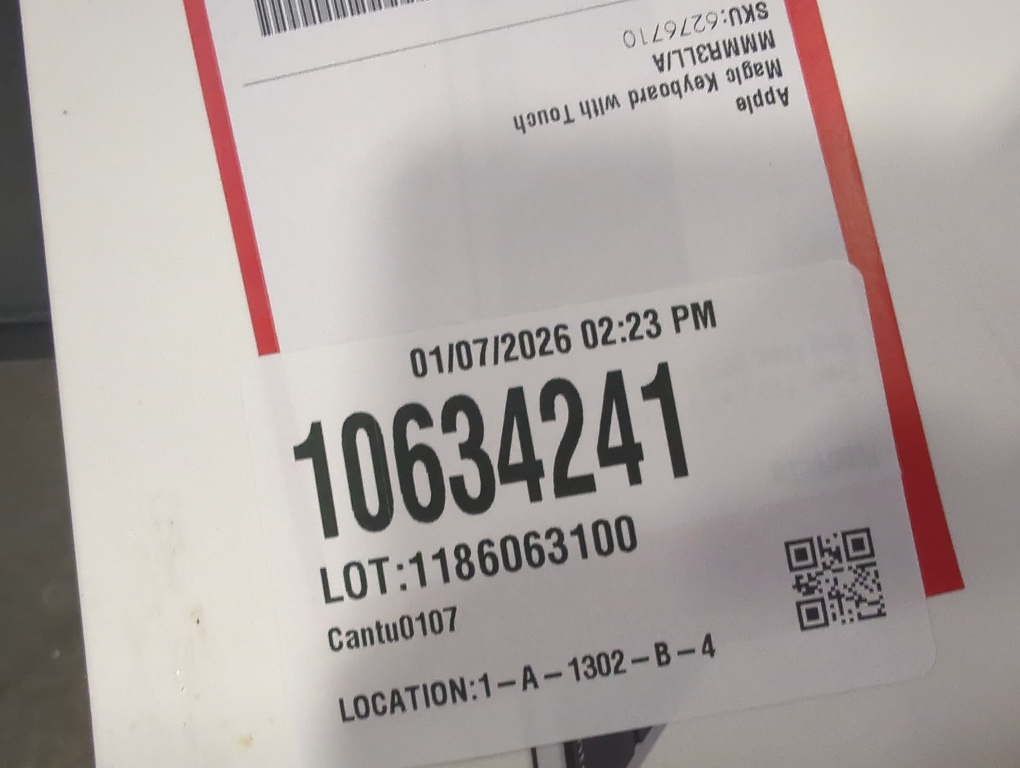 Apple
Magic Keyboard with Touch
MMMR3LL/A
SKU:6276710
01/07/2026 02:23 PM
10634241
LOT:1186063100
Cantu0107
LOCATION:1-A-1302-B-4